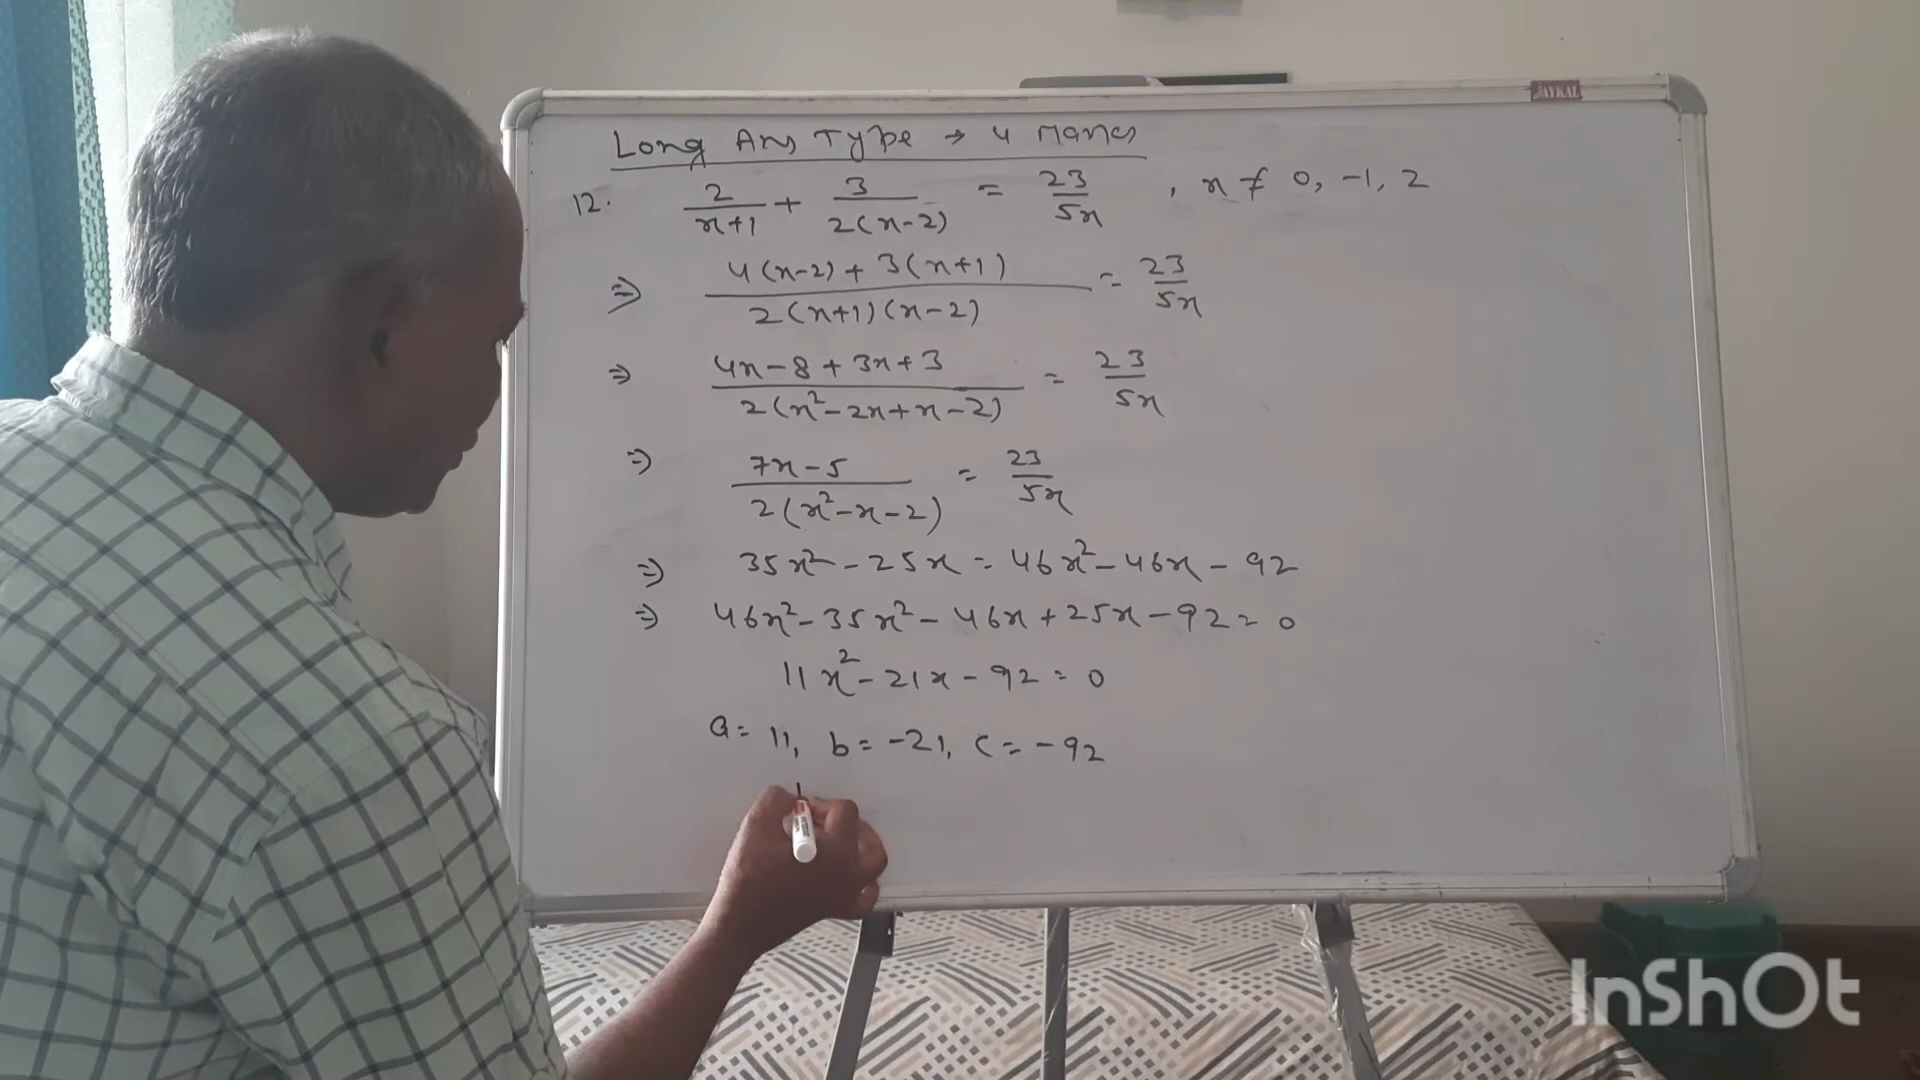 JAYKAL
Long Ans Type → 4 Marks
12. 2/(x+1) + 3/(2(x-2)) = 23/5x , x ≠ 0, -1, 2
⇒ (4(x-2) + 3(x+1))/(2(x+1)(x-2)) = 23/5x
⇒ (4x-8+3x+3)/(2(x²-2x+x-2)) = 23/5x
⇒ (7x-5)/(2(x²-x-2)) = 23/5x
⇒ 35x² - 25x = 46x² - 46x - 92
⇒ 46x² - 35x² - 46x + 25x - 92 = 0
11x² - 21x - 92 = 0
a = 11, b = -21, c = -92
InShOt